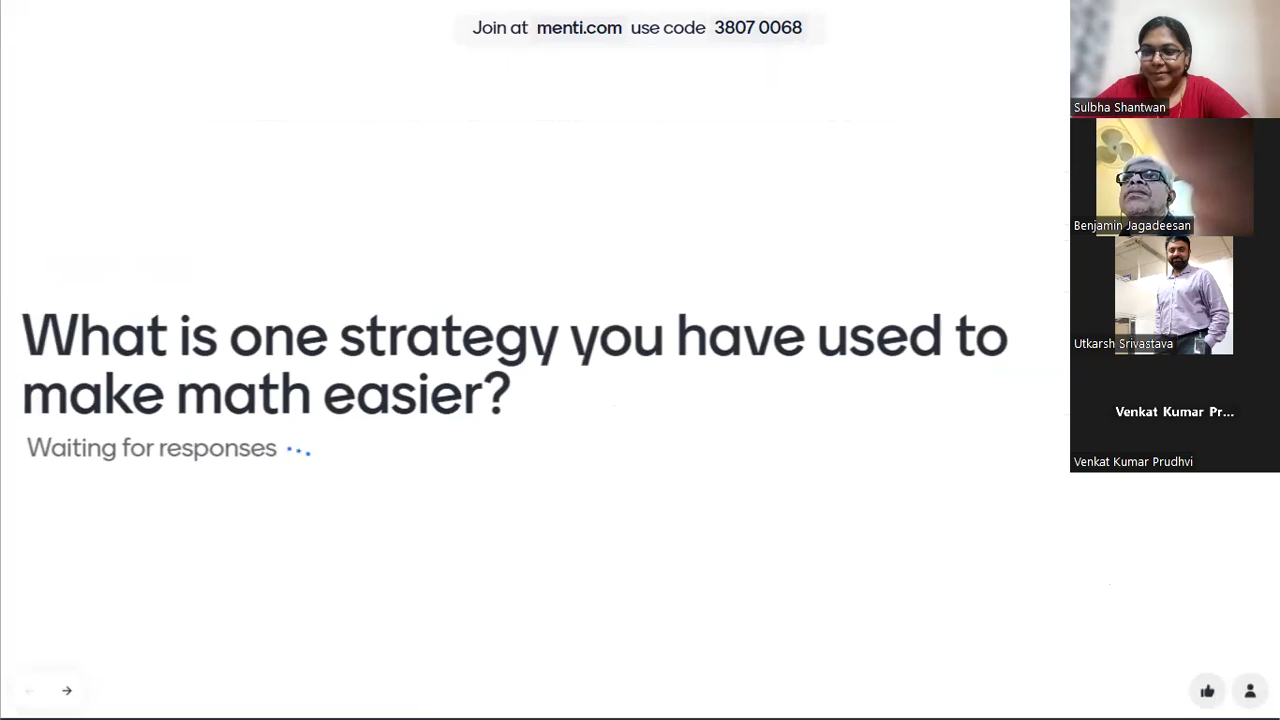 Join at menti.com use code 3807 0068
What is one strategy you have used to
make math easier?
Waiting for responses
Sulbha Shantwan
Benjamin Jagadeesan
Utkarsh Srivastava
Venkat Kumar Pr...
Venkat Kumar Prudhvi